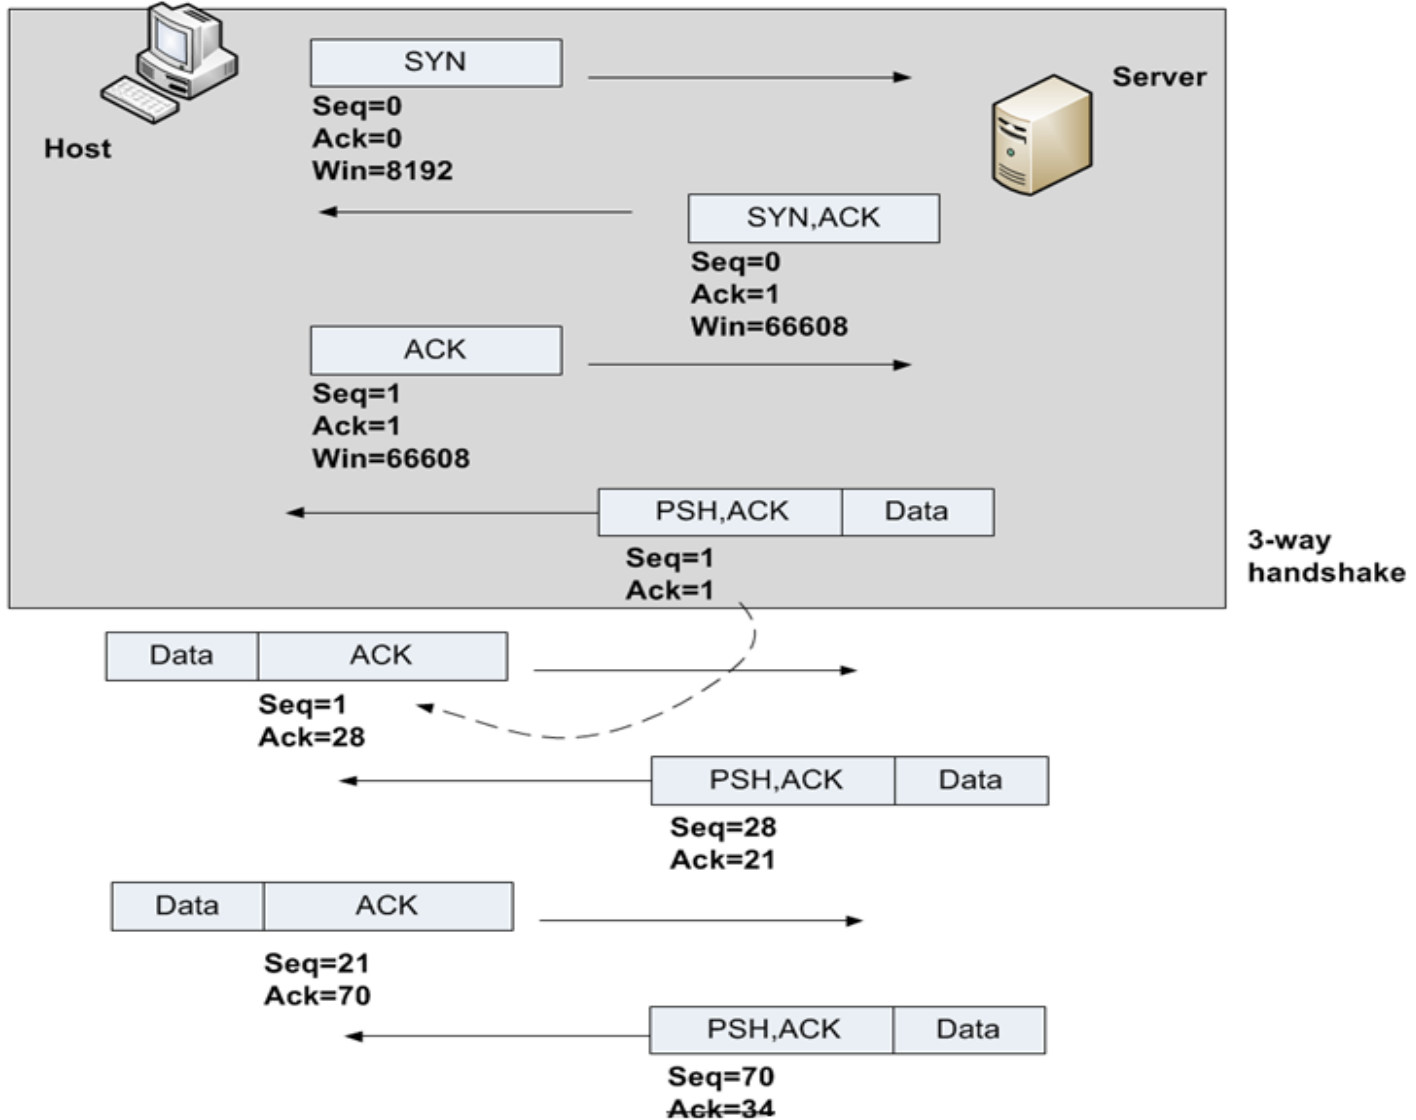 SYN
Server
Seq=0
Ack=0
Win=8192
Host
SYN,ACK
Seq=0
Ack=1
Win=66608
ACK
Seq=1
Ack=1
Win=66608
PSH,ACK
Data
Seq=1
Ack=1
3-way
handshake
Data
ACK
Seq=1
Ack=28
PSH,ACK
Data
Seq=28
Ack=21
Data
ACK
Seq=21
Ack=70
PSH,ACK
Data
Seq=70
Ack=34